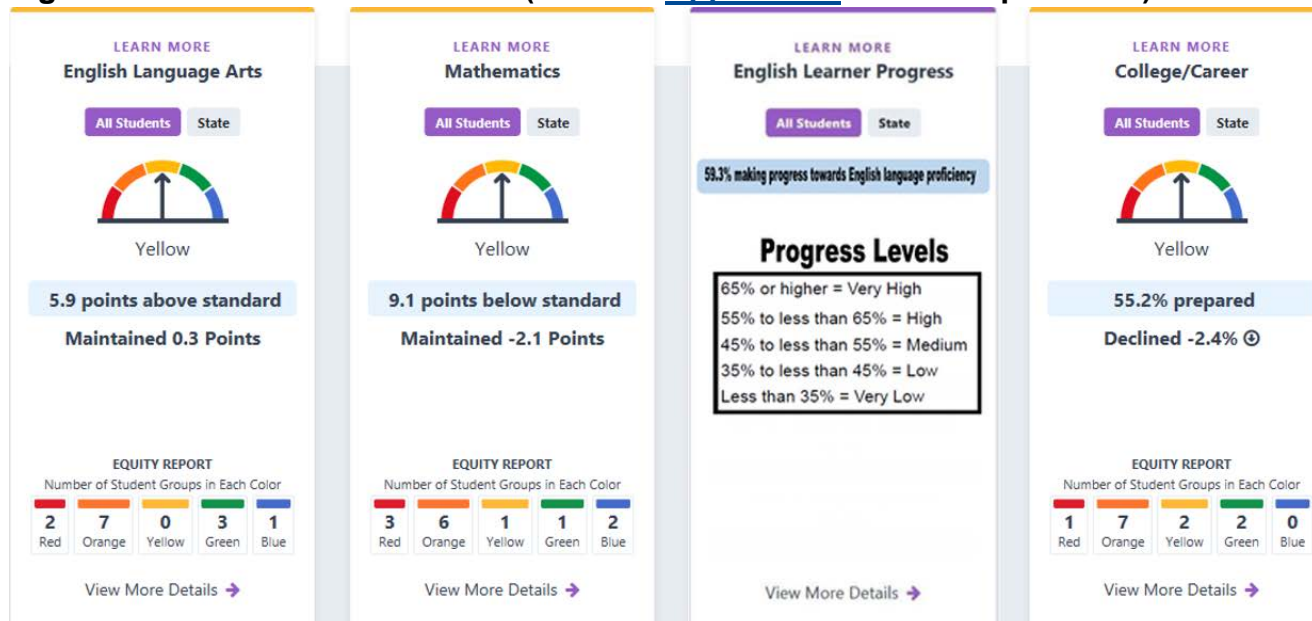 LEARN MORE
English Language Arts
All Students State
Yellow
5.9 points above standard
Maintained 0.3 Points
EQUITY REPORT
Number of Student Groups in Each Color
2 7 0 3 1
Red Orange Yellow Green Blue
View More Details →
LEARN MORE
Mathematics
All Students State
Yellow
9.1 points below standard
Maintained -2.1 Points
EQUITY REPORT
Number of Student Groups in Each Color
3 6 1 1 2
Red Orange Yellow Green Blue
View More Details →
LEARN MORE
English Learner Progress
All Students State
59.3% making progress towards English language proficiency
Progress Levels
65% or higher = Very High
55% to less than 65% = High
45% to less than 55% = Medium
35% to less than 45% = Low
Less than 35% = Very Low
View More Details →
LEARN MORE
College/Career
All Students State
Yellow
55.2% prepared
Declined -2.4%
EQUITY REPORT
Number of Student Groups in Each Color
1 7 2 2 0
Red Orange Yellow Green Blue
View More Details →